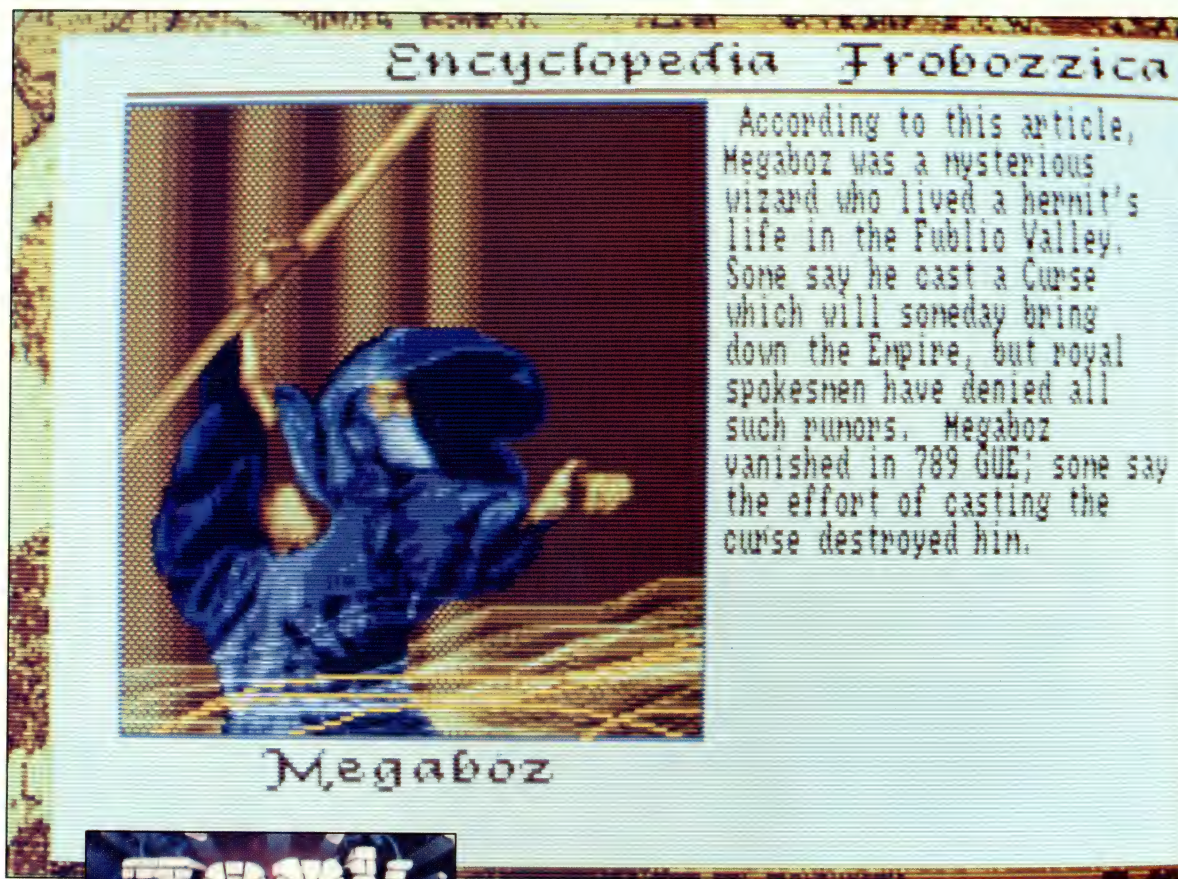 Encyclopedia Frobozzica
According to this article,
Megaboz was a mysterious
wizard who lived a hermit's
life in the Fublio Valley.
Some say he cast a Curse
which will someday bring
down the Empire, but royal
spokesmen have denied all
such rumors. Megaboz
vanished in 789 GUE; some say
the effort of casting the
curse destroyed him.
Megaboz